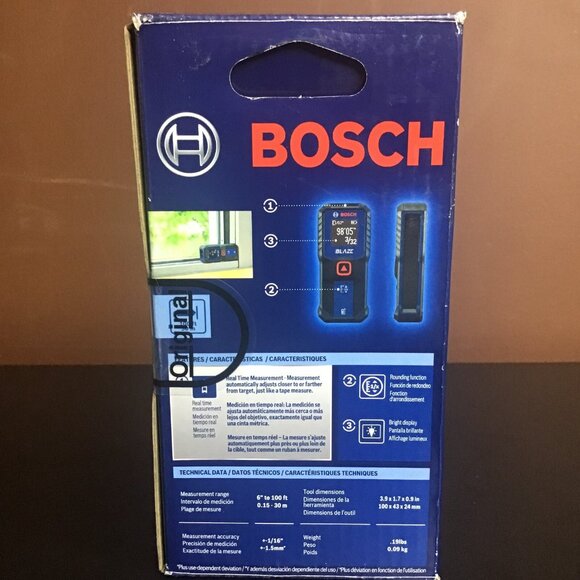 BOSCH
1
BOSCH
98'05"
3/32
BLAZE
3
2
Original
RES / CARACTERÍSTICAS / CARACTÉRISTIQUES
Real Time Measurement - Measurement
automatically adjusts closer to or farther
from target, just like a tape measure.
Real time
measurement
Medición en
tiempo real
Mesure en
temps réel
Medición en tiempo real: La medición se
ajusta automáticamente más cerca o más
lejos del objetivo, exactamente igual que
una cinta métrica.
Mesure en temps réel – La mesure s'ajuste
automatiquement plus près ou plus loin de
la cible, tout comme un ruban à mesurer.
2
Rounding function
Función de redondeo
Fonction
d'arrondissement
3
Bright display
Pantalla brillante
Affichage lumineux
TECHNICAL DATA / DATOS TÉCNICOS / CARACTÉRISTIQUES TECHNIQUES
Measurement range
Intervalo de medición
Plage de mesure
6" to 100 ft
0.15 - 30 m
Tool dimensions
Dimensiones de la
herramienta
Dimensions de l'outil
3.9 x 1.7 x 0.9 in
100 x 43 x 24 mm
Measurement accuracy
Precisión de medición
Exactitude de la mesure
+-1/16"*
+-1.5mm*
Weight
Peso
Poids
.19lbs
0.09 kg
*Plus use-dependent deviation / *Y además desviación dependiente del uso / *Plus déviation en fonction de l'utilisation